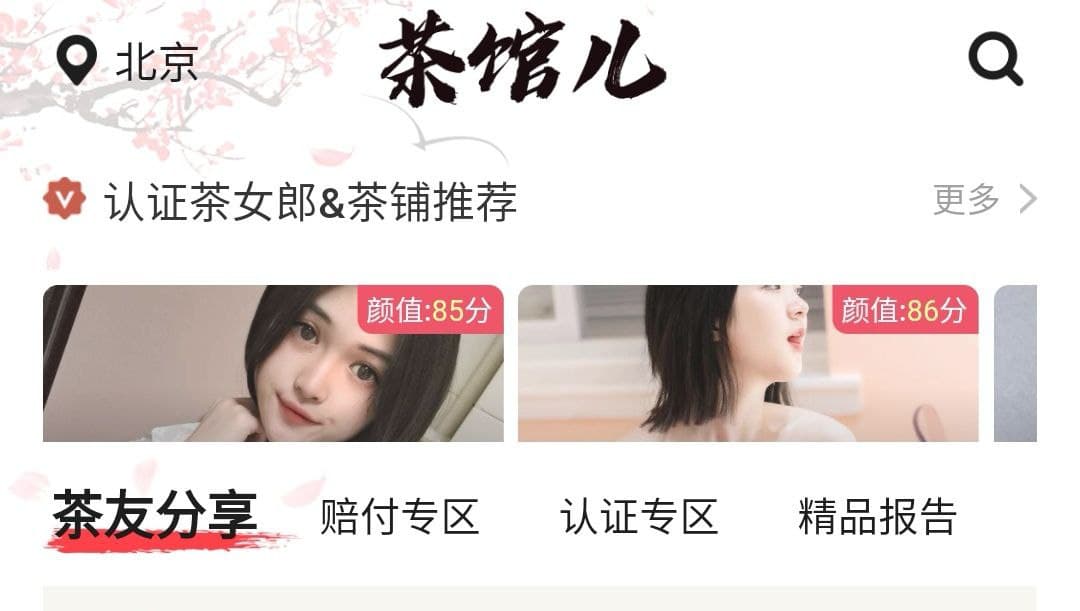 北京
茶馆儿
认证茶女郎&茶铺推荐
更多
颜值:85分
颜值:86分
茶友分享
赔付专区
认证专区
精品报告